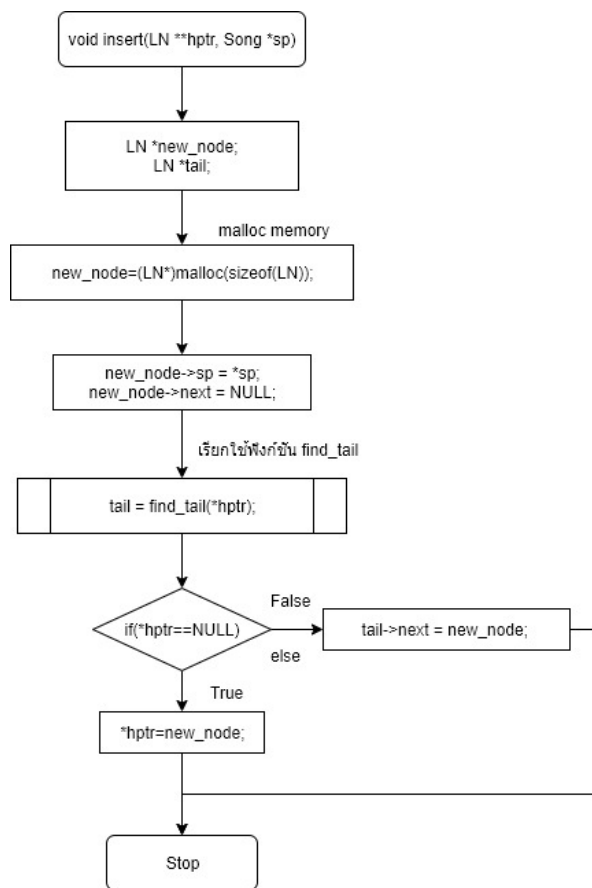 void insert(LN **hptr, Song *sp)
LN *new_node;
LN *tail;
malloc memory
new_node=(LN*)malloc(sizeof(LN));
new_node->sp = *sp;
new_node->next = NULL;
เรียกใช้ฟังก์ชัน find_tail
tail = find_tail(*hptr);
if(*hptr==NULL)
False
else
tail->next = new_node;
True
*hptr=new_node;
Stop